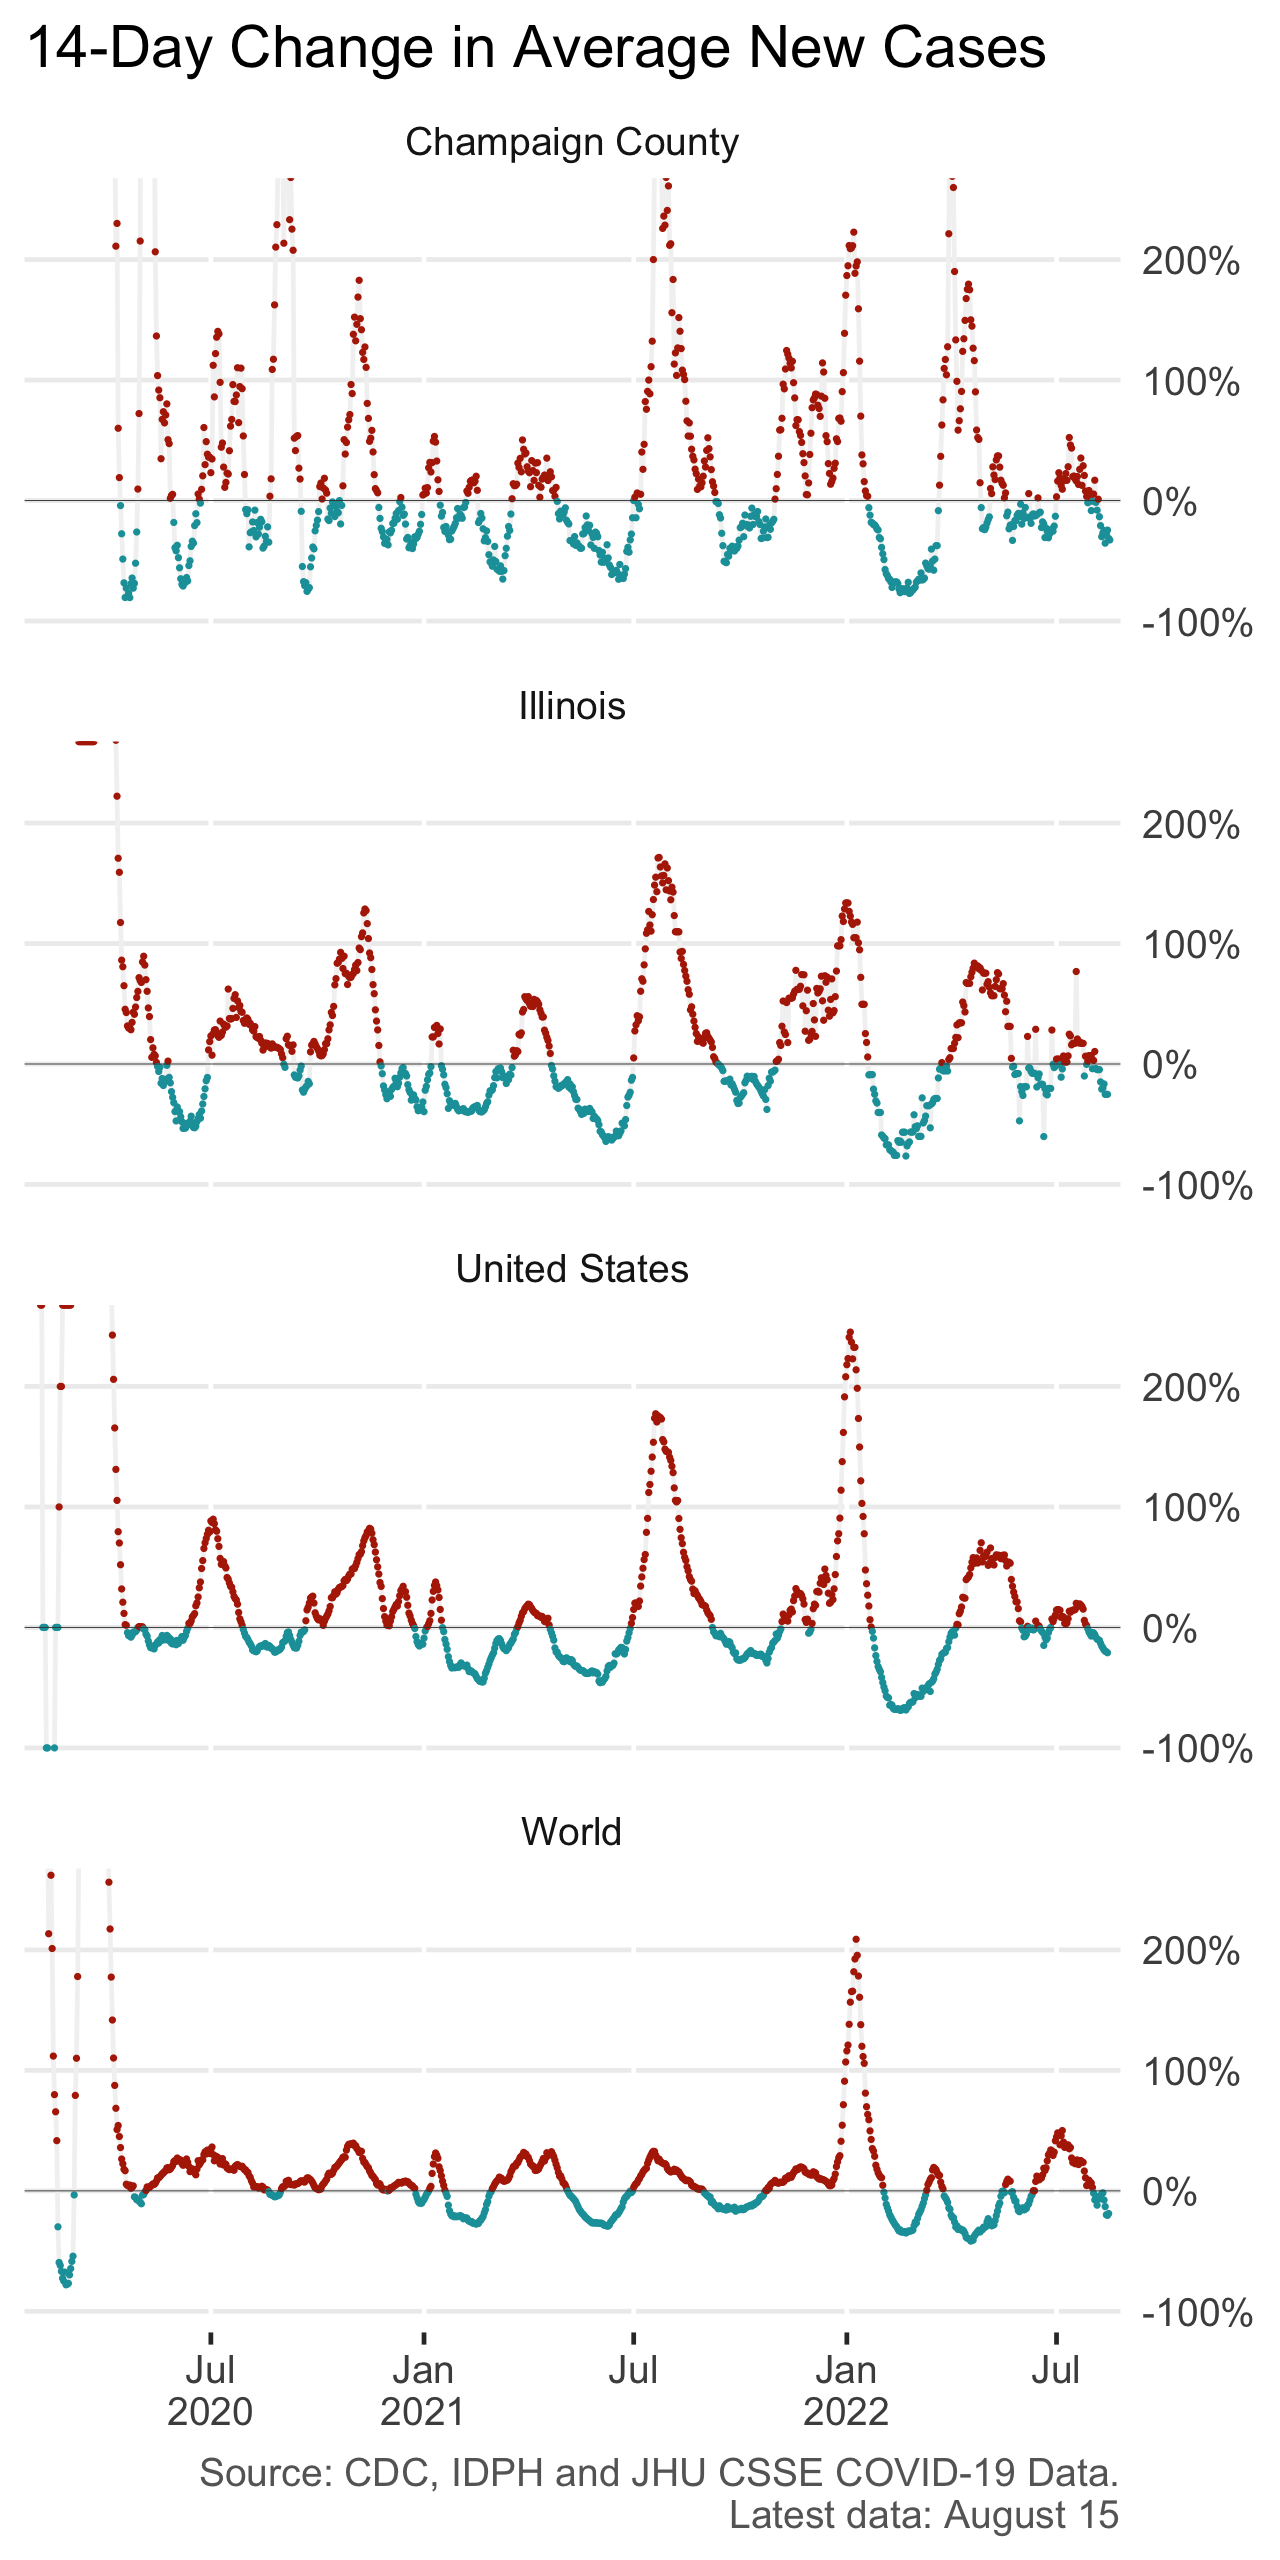 14-Day Change in Average New Cases
Champaign County
200%
100%
0%
-100%
Illinois
200%
100%
0%
-100%
United States
200%
100%
0%
-100%
World
200%
100%
0%
-100%
Jul Jan Jul Jan Jul
2020 2021 2022
Source: CDC, IDPH and JHU CSSE COVID-19 Data.
Latest data: August 15